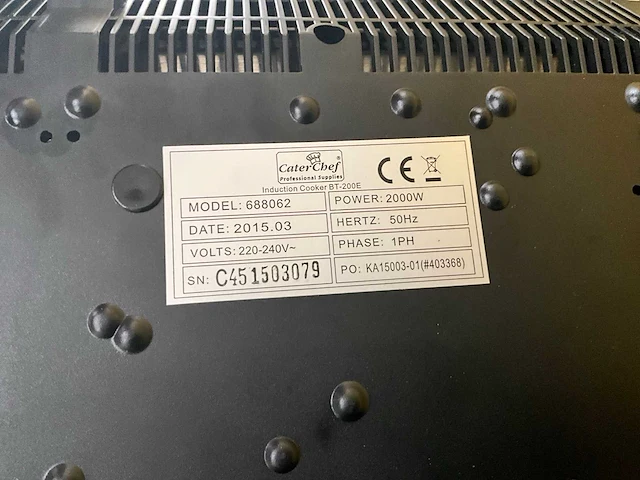 CaterChef®
Professional Supplies
CE
Induction Cooker BT-200E
MODEL: 688062
POWER: 2000W
DATE: 2015.03
HERTZ: 50Hz
VOLTS: 220-240V~
PHASE: 1PH
SN: C451503079
PO: KA15003-01(#403368)